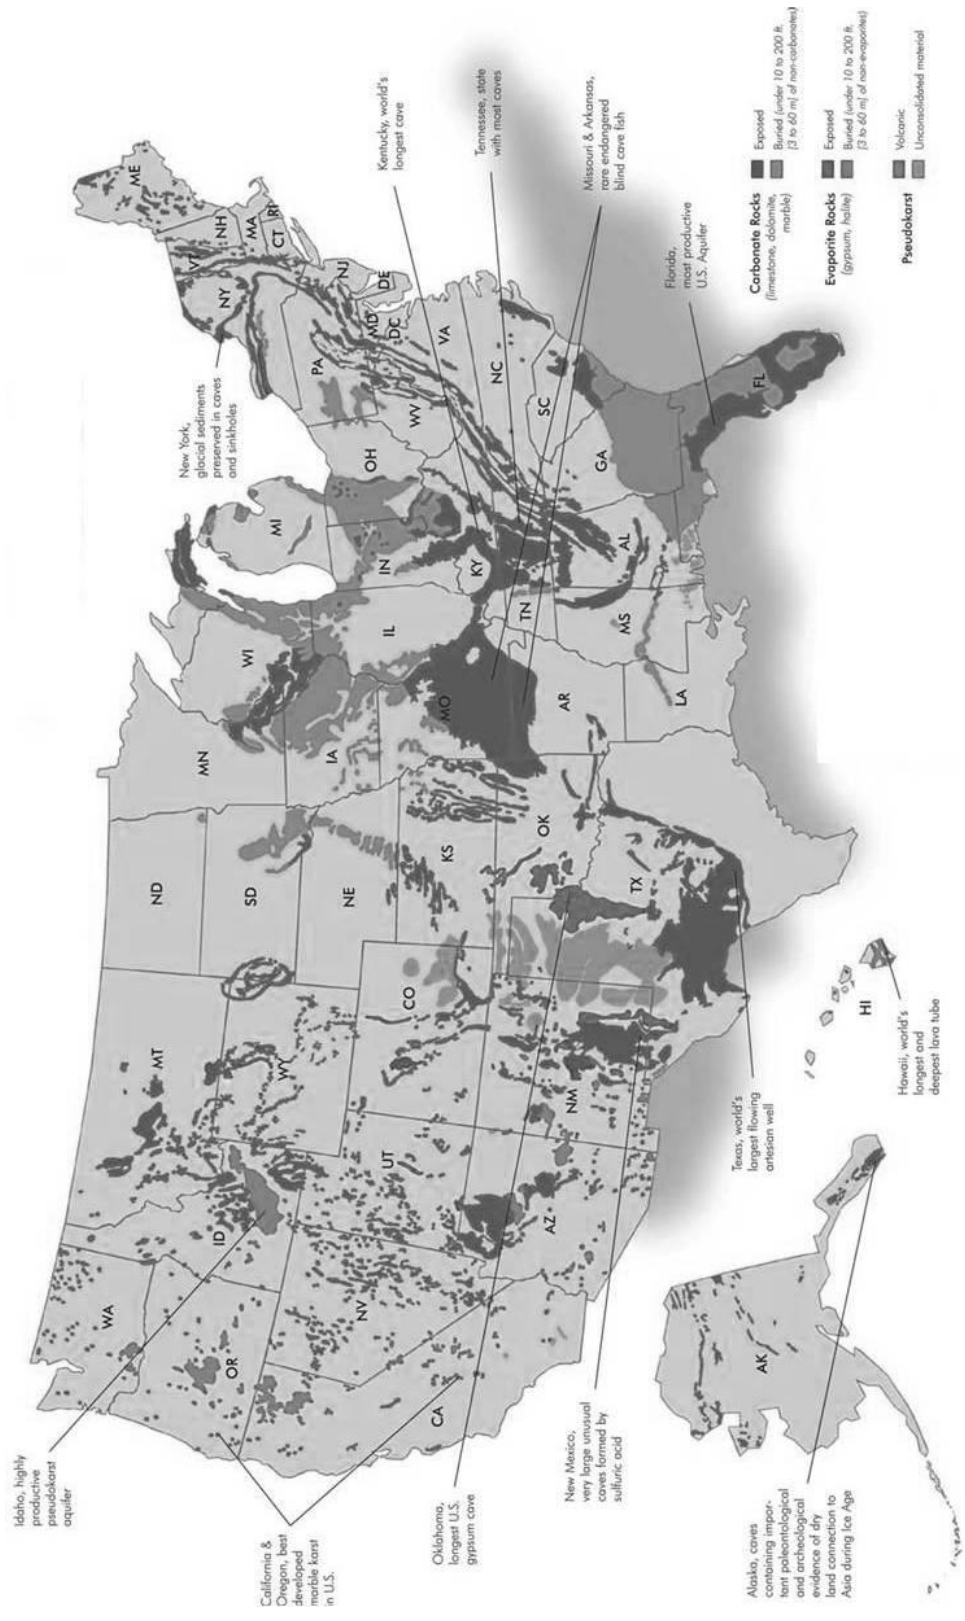 New York,
glacial sediments
preserved in caves
and sinkholes
Kentucky, world's
longest cave
Tennessee, state
with most caves
Missouri & Arkansas,
rare endangered
blind cave fish
Florida,
most productive
U.S. Aquifer
Idaho, highly
productive
pseudokarst
aquifer
California &
Oregon, best
developed
marble karst
in U.S.
Oklahoma,
longest U.S.
gypsum cave
New Mexico,
very large unusual
caves formed by
sulfuric acid
Texas, world's
largest flowing
artesian well
Hawaii, world's
longest and
deepest lava tube
Alaska, caves
containing impor-
tant paleontological
and archeological
evidence of dry
land connection to
Asia during Ice Age
WA
OR
CA
ID
NV
MT
WY
UT
AZ
CO
NM
ND
SD
NE
KS
OK
TX
MN
IA
MO
AR
LA
WI
IL
MI
IN
OH
KY
TN
MS
AL
GA
FL
SC
NC
VA
WV
PA
NY
VT
NH
ME
MA
RI
CT
NJ
DE
MD
DC
AK
HI
Carbonate Rocks
(limestone, dolomite,
marble)
Exposed
Buried (under 10 to 200 ft.
[3 to 60 m] of non-carbonates)
Evaporite Rocks
(gypsum, halite)
Exposed
Buried (under 10 to 200 ft.
[3 to 60 m] of non-evaporites)
Pseudokarst
Volcanic
Unconsolidated material